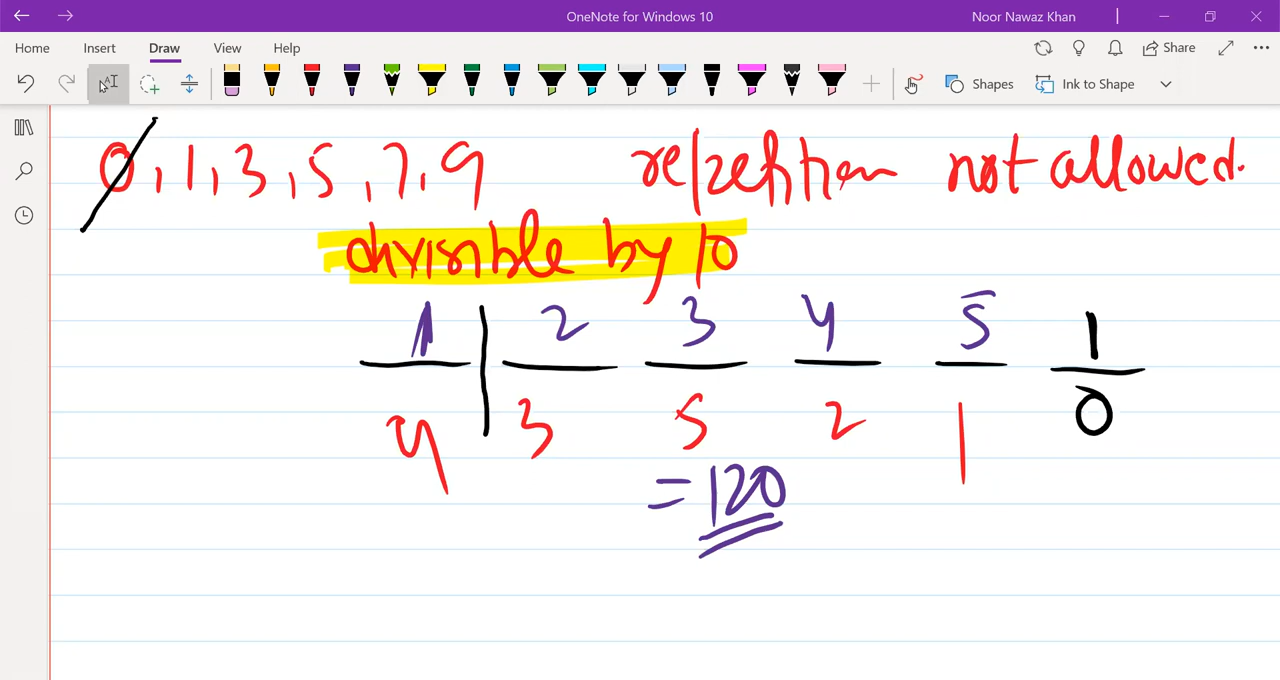 OneNote for Windows 10
Noor Nawaz Khan
Home Insert Draw View Help
Share
Shapes
Ink to Shape
0, 1, 3, 5, 7, 9 repetition not allowed.
divisible by 10
1 2 3 4 5 1
9 3 5 2 1 0
= 120